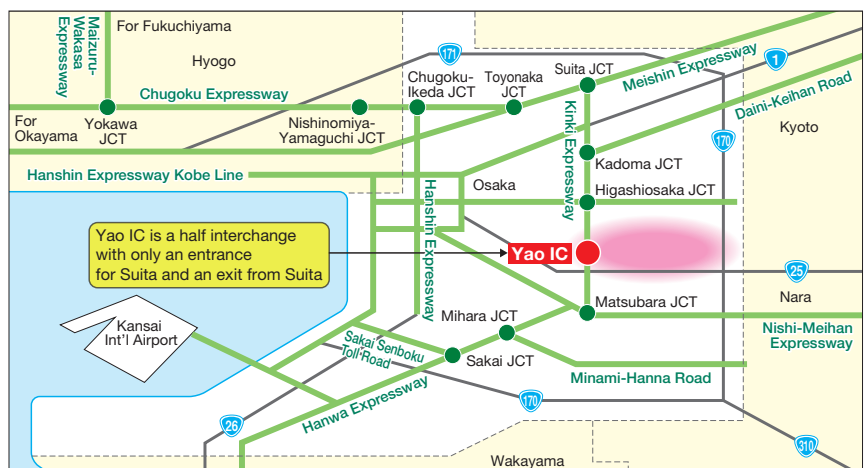 For Fukuchiyama
Maizuru-
Wakasa
Expressway
Hyogo
171
Chugoku Expressway
Chugoku-
Ikeda JCT
Toyonaka
JCT
Suita JCT
Meishin Expressway
1
Daini-Keihan Road
For
Okayama
Yokawa
JCT
Nishinomiya-
Yamaguchi JCT
Kinki Expressway
170
Kyoto
Kadoma JCT
Hanshin Expressway Kobe Line
Hanshin Expressway
Osaka
Higashiosaka JCT
Yao IC is a half interchange
with only an entrance
for Suita and an exit from Suita
Yao IC
25
Nara
Kansai
Int'l Airport
Mihara JCT
Matsubara JCT
Nishi-Meihan
Expressway
Sakai Senboku
Toll Road
Sakai JCT
Minami-Hanna Road
Hanwa Expressway
170
26
310
Wakayama